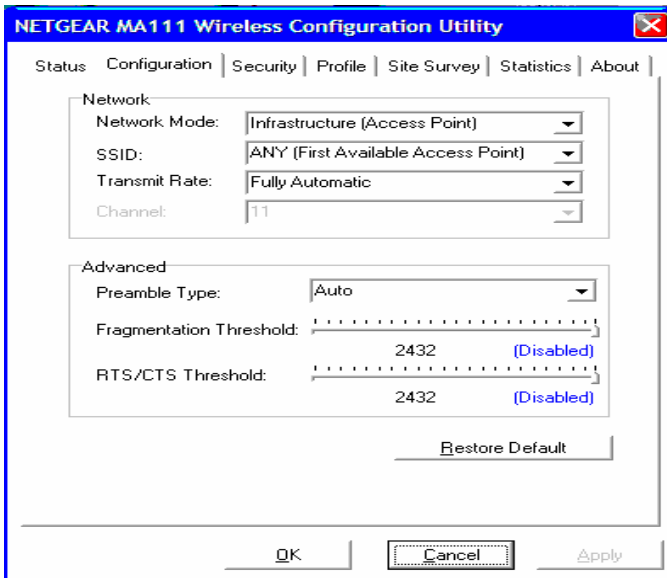 NETGEAR MA111 Wireless Configuration Utility
Status Configuration Security Profile Site Survey Statistics About
Network
Network Mode: Infrastructure (Access Point)
SSID: ANY (First Available Access Point)
Transmit Rate: Fully Automatic
Channel: 11
Advanced
Preamble Type: Auto
Fragmentation Threshold:
2432 (Disabled)
RTS/CTS Threshold:
2432 (Disabled)
Restore Default
OK Cancel Apply